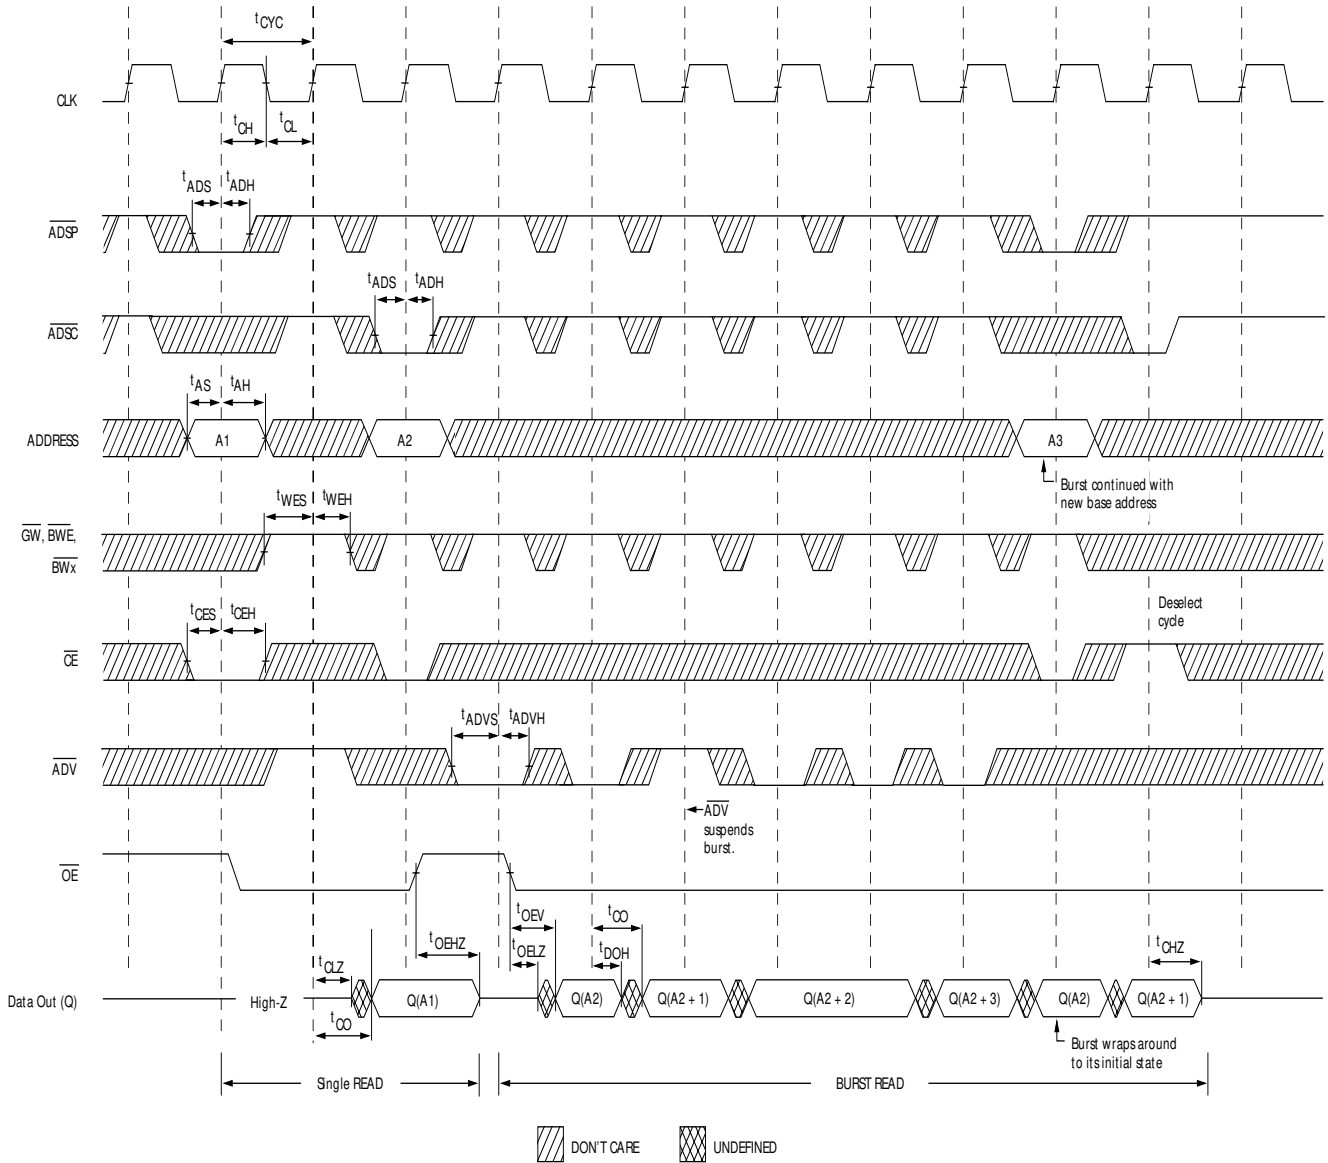 tCYC
CLK
tCH
tCL
tADS
tADH
ADSP
tADS
tADH
ADSC
tAS
tAH
ADDRESS
A1
A2
A3
Burst continued with
new base address
tWES
tWEH
GW, BWE,
BWx
Deselect
cycle
tCES
tCEH
CE
tADVS
tADVH
ADV
ADV
suspends
burst.
OE
tOEV
tCO
tOEHZ
tOELZ
tDOH
tCHZ
tCLZ
Data Out (Q)
High-Z
Q(A1)
Q(A2)
Q(A2 + 1)
Q(A2 + 2)
Q(A2 + 3)
Q(A2)
Q(A2 + 1)
tCO
Burst wraps around
to its initial state
Single READ
BURST READ
DON'T CARE
UNDEFINED